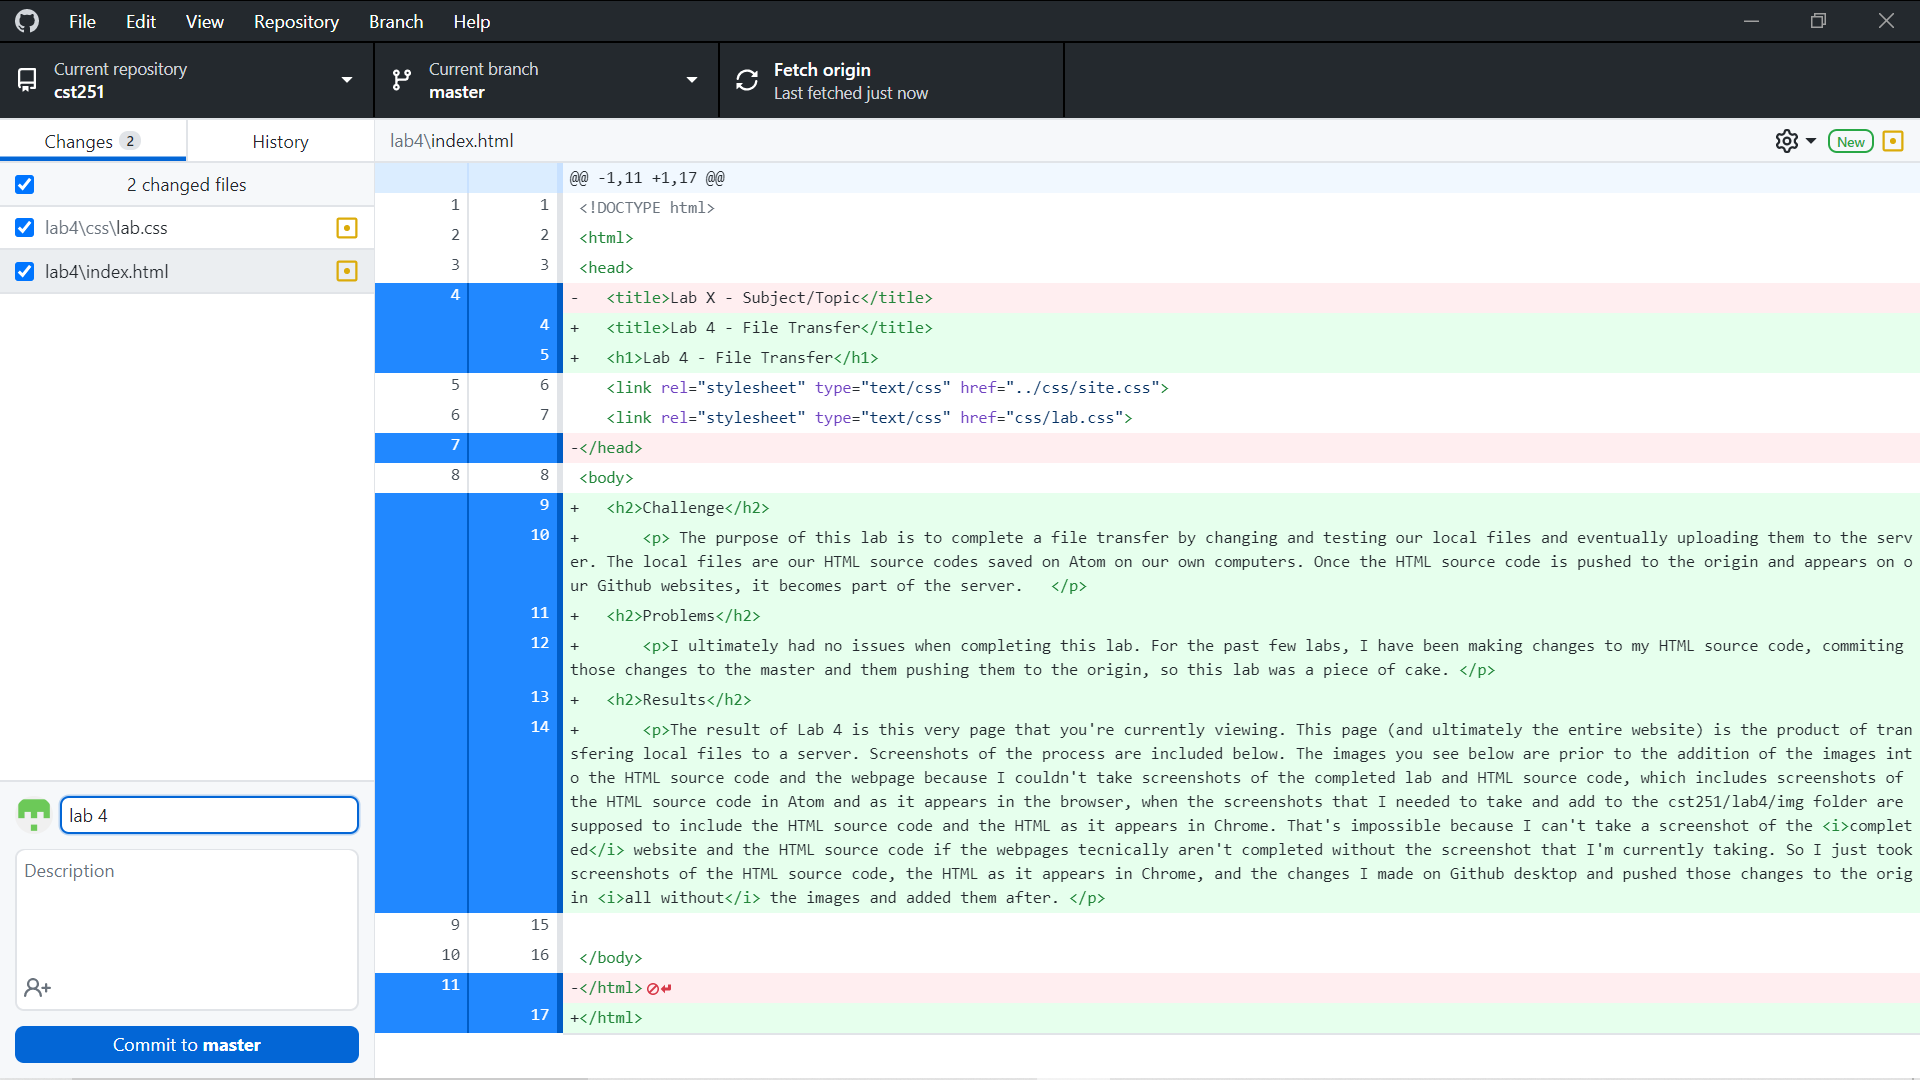 File Edit View Repository Branch Help
Current repository
cst251
Current branch
master
Fetch origin
Last fetched just now
Changes 2 History
lab4\index.html
New
2 changed files
lab4\css\lab.css
lab4\index.html
@@ -1,11 +1,17 @@
1 1 <!DOCTYPE html>
2 2 <html>
3 3 <head>
4 - <title>Lab X - Subject/Topic</title>
4 + <title>Lab 4 - File Transfer</title>
5 + <h1>Lab 4 - File Transfer</h1>
5 6 <link rel="stylesheet" type="text/css" href="../css/site.css">
6 7 <link rel="stylesheet" type="text/css" href="css/lab.css">
7 -</head>
8 8 <body>
9 + <h2>Challenge</h2>
10 + <p> The purpose of this lab is to complete a file transfer by changing and testing our local files and eventually uploading them to the serv
er. The local files are our HTML source codes saved on Atom on our own computers. Once the HTML source code is pushed to the origin and appears on o
ur Github websites, it becomes part of the server. </p>
11 + <h2>Problems</h2>
12 + <p>I ultimately had no issues when completing this lab. For the past few labs, I have been making changes to my HTML source code, commiting
those changes to the master and them pushing them to the origin, so this lab was a piece of cake. </p>
13 + <h2>Results</h2>
14 + <p>The result of Lab 4 is this very page that you're currently viewing. This page (and ultimately the entire website) is the product of tran
sfering local files to a server. Screenshots of the process are included below. The images you see below are prior to the addition of the images int
o the HTML source code and the webpage because I couldn't take screenshots of the completed lab and HTML source code, which includes screenshots of
the HTML source code in Atom and as it appears in the browser, when the screenshots that I needed to take and add to the cst251/lab4/img folder are
supposed to include the HTML source code and the HTML as it appears in Chrome. That's impossible because I can't take a screenshot of the <i>complet
ed</i> website and the HTML source code if the webpages tecnically aren't completed without the screenshot that I'm currently taking. So I just took
screenshots of the HTML source code, the HTML as it appears in Chrome, and the changes I made on Github desktop and pushed those changes to the orig
in <i>all without</i> the images and added them after. </p>
9 15
10 16 </body>
11 -</html>
17 +</html>
lab 4
Description
Commit to master